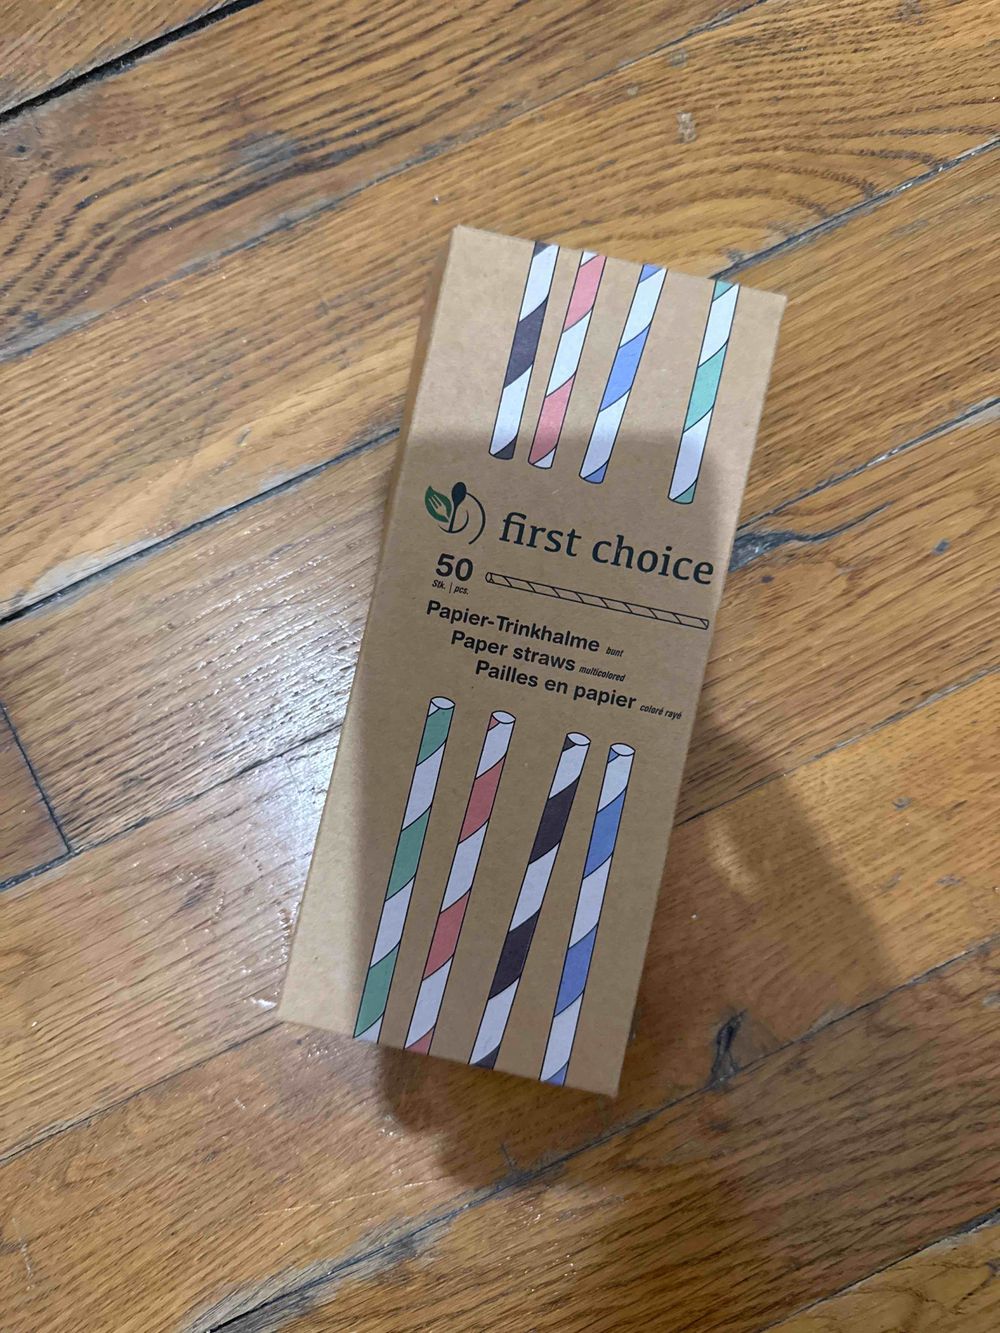 first choice
50
Stk. | pcs.
Papier-Trinkhalme bunt
Paper straws multicolored
Pailles en papier coloré rayé